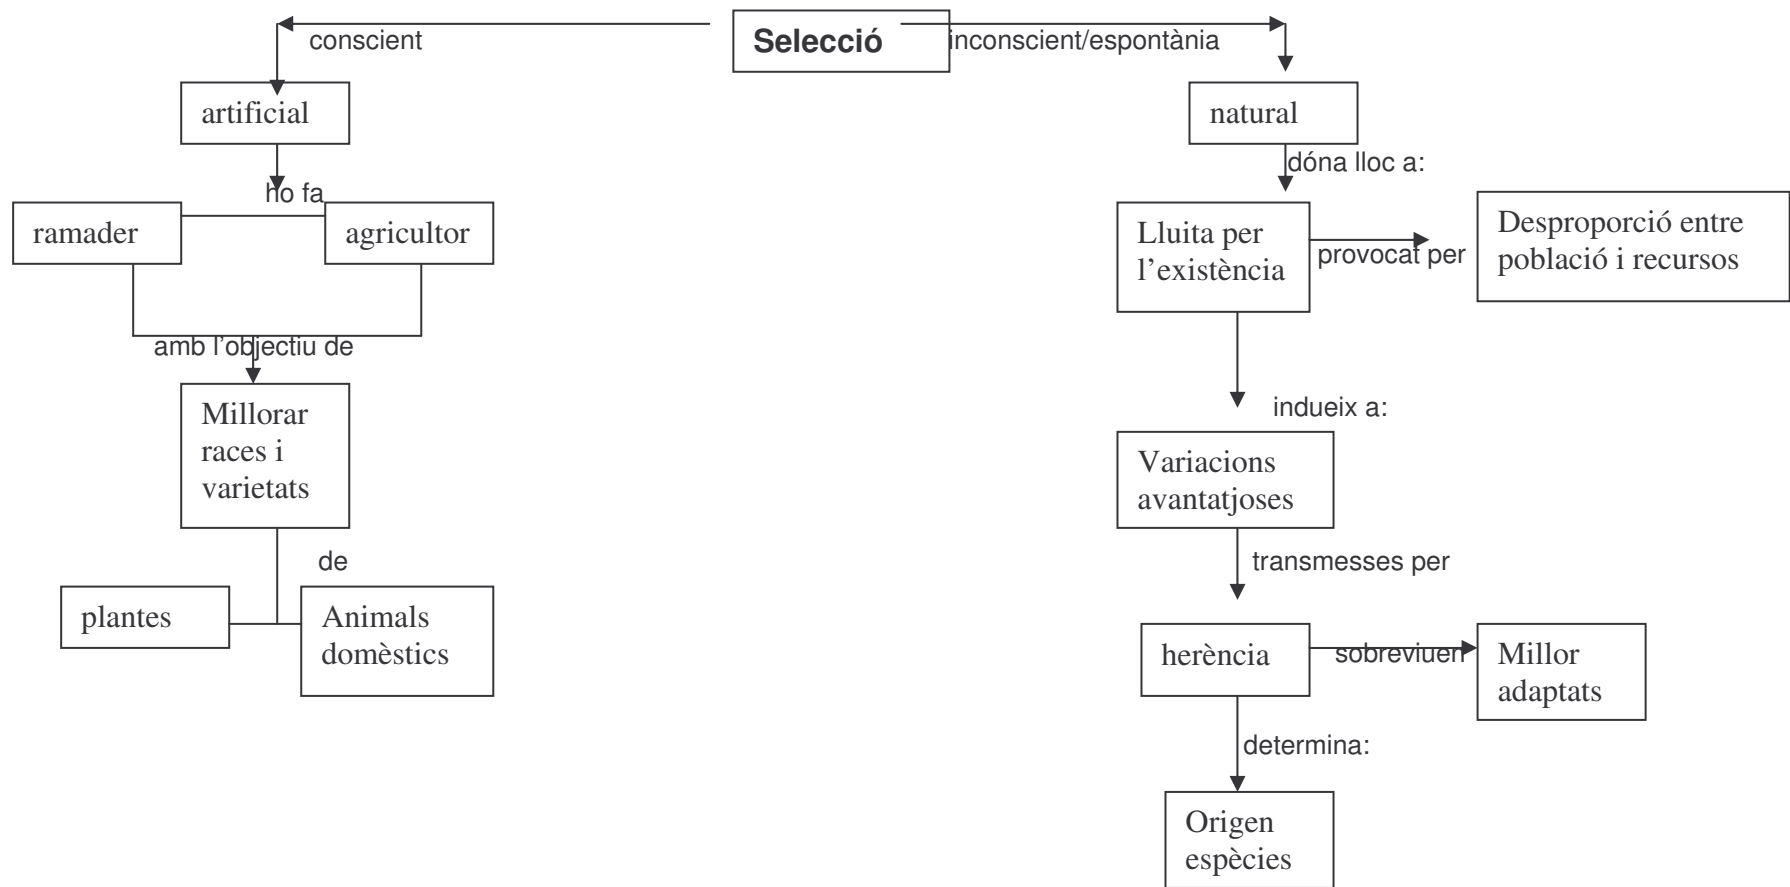 Selecció
conscient
inconscient/espontània
artificial
natural
dóna lloc a:
ho fa
ramader
agricultor
Lluita per
l'existència
provocat per
Desproporció entre
població i recursos
amb l'objectiu de
Millorar
races i
varietats
indueix a:
Variacions
avantatjoses
de
transmesses per
plantes
Animals
domèstics
herència
sobreviuen
Millor
adaptats
determina:
Origen
espècies